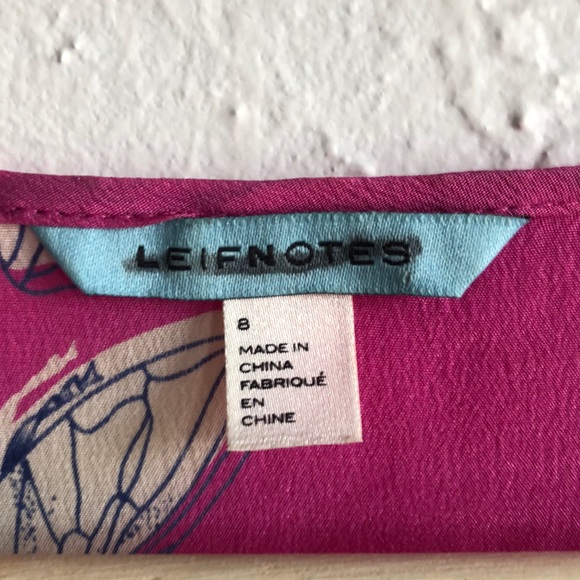 LEIFNOTES
8
MADE IN
CHINA
FABRIQUÉ
EN
CHINE